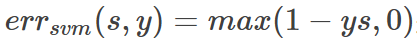 err_{svm}(s, y) = max(1 − ys, 0)